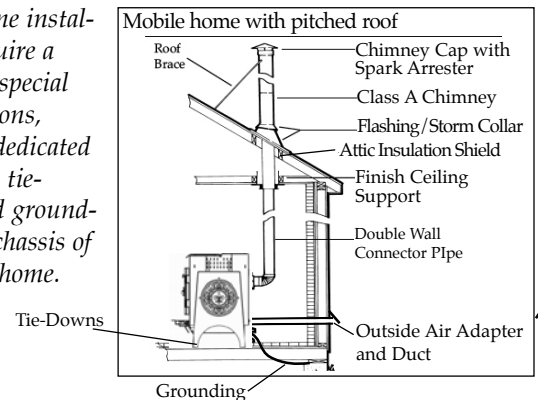 ne instal-
uire a
special
ons,
dedicated
tie-
d ground-
chassis of
home.
Mobile home with pitched roof
Roof
Brace
Chimney Cap with
Spark Arrester
Class A Chimney
Flashing/Storm Collar
Attic Insulation Shield
Finish Ceiling
Support
Double Wall
Connector PIpe
Tie-Downs
Outside Air Adapter
and Duct
Grounding